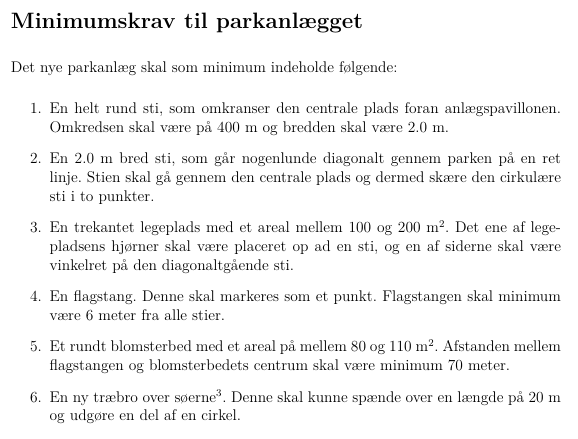 Minimumskrav til parkanlægget
Det nye parkanlæg skal som minimum indeholde følgende:
1. En helt rund sti, som omkranser den centrale plads foran anlægspavillonen.
Omkredsen skal være på 400 m og bredden skal være 2.0 m.
2. En 2.0 m bred sti, som går nogenlunde diagonalt gennem parken på en ret
linje. Stien skal gå gennem den centrale plads og dermed skære den cirkulære
sti i to punkter.
3. En trekantet legeplads med et areal mellem 100 og 200 m². Det ene af lege-
pladsens hjørner skal være placeret op ad en sti, og en af siderne skal være
vinkelret på den diagonaltgående sti.
4. En flagstang. Denne skal markeres som et punkt. Flagstangen skal minimum
være 6 meter fra alle stier.
5. Et rundt blomsterbed med et areal på mellem 80 og 110 m². Afstanden mellem
flagstangen og blomsterbedets centrum skal være minimum 70 meter.
6. En ny træbro over søerne³. Denne skal kunne spænde over en længde på 20 m
og udgøre en del af en cirkel.